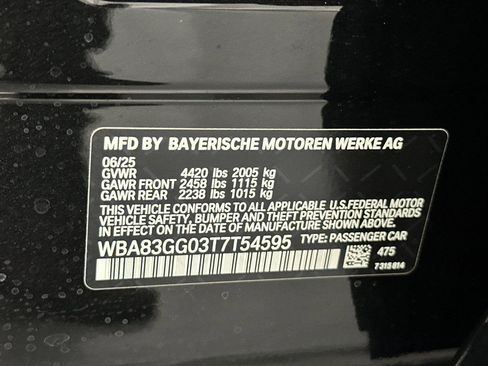 MFD BY BAYERISCHE MOTOREN WERKE AG
06/25
GVWR 4420 lbs 2005 kg
GAWR FRONT 2458 lbs 1115 kg
GAWR REAR 2238 lbs 1015 kg
THIS VEHICLE CONFORMS TO ALL APPLICABLE U.S.FEDERAL MOTOR
VEHICLE SAFETY, BUMPER AND THEFT PREVENTION STANDARDS
IN EFFECT ON THE DATE OF MANUFACTURE SHOWN ABOVE.
WBA83GG03T7T54595 TYPE: PASSENGER CAR
475
7315814